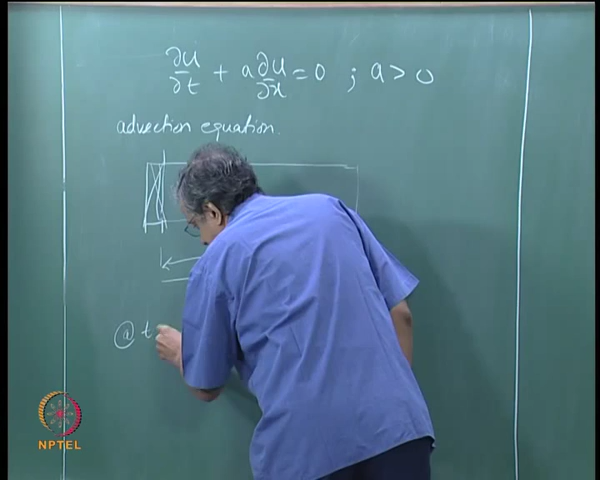 ∂u/∂t + a ∂u/∂x = 0 ; a > 0
advection equation.
@ t
NPTEL